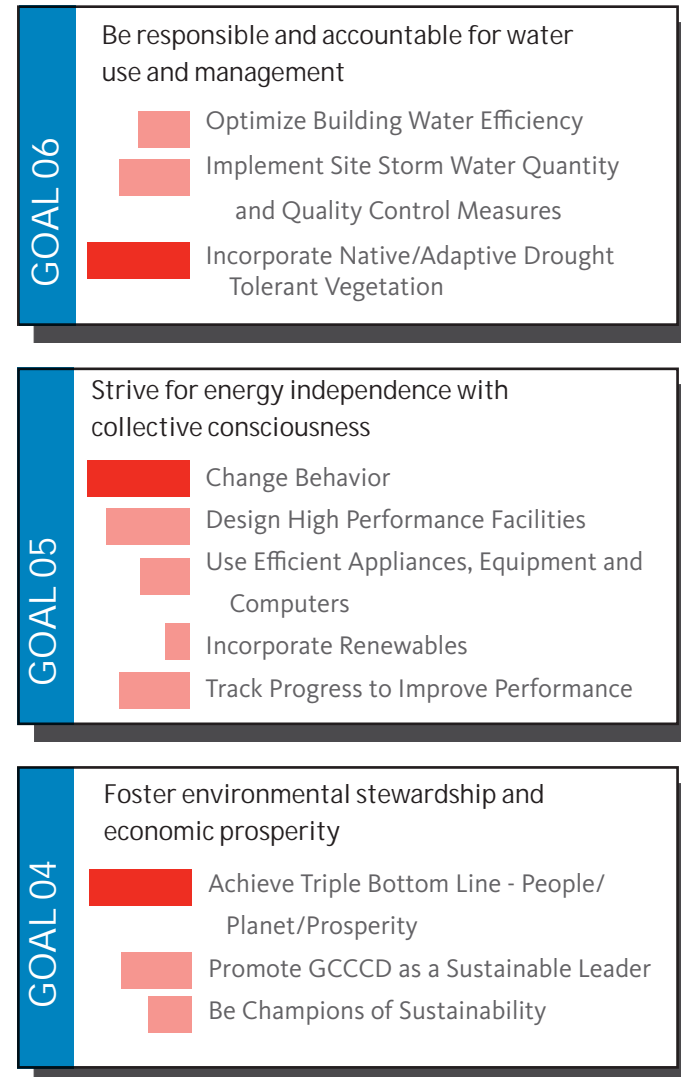 GOAL 06
Be responsible and accountable for water
use and management
Optimize Building Water Efficiency
Implement Site Storm Water Quantity
and Quality Control Measures
Incorporate Native/Adaptive Drought
Tolerant Vegetation
GOAL 05
Strive for energy independence with
collective consciousness
Change Behavior
Design High Performance Facilities
Use Efficient Appliances, Equipment and
Computers
Incorporate Renewables
Track Progress to Improve Performance
GOAL 04
Foster environmental stewardship and
economic prosperity
Achieve Triple Bottom Line - People/
Planet/Prosperity
Promote GCCCD as a Sustainable Leader
Be Champions of Sustainability